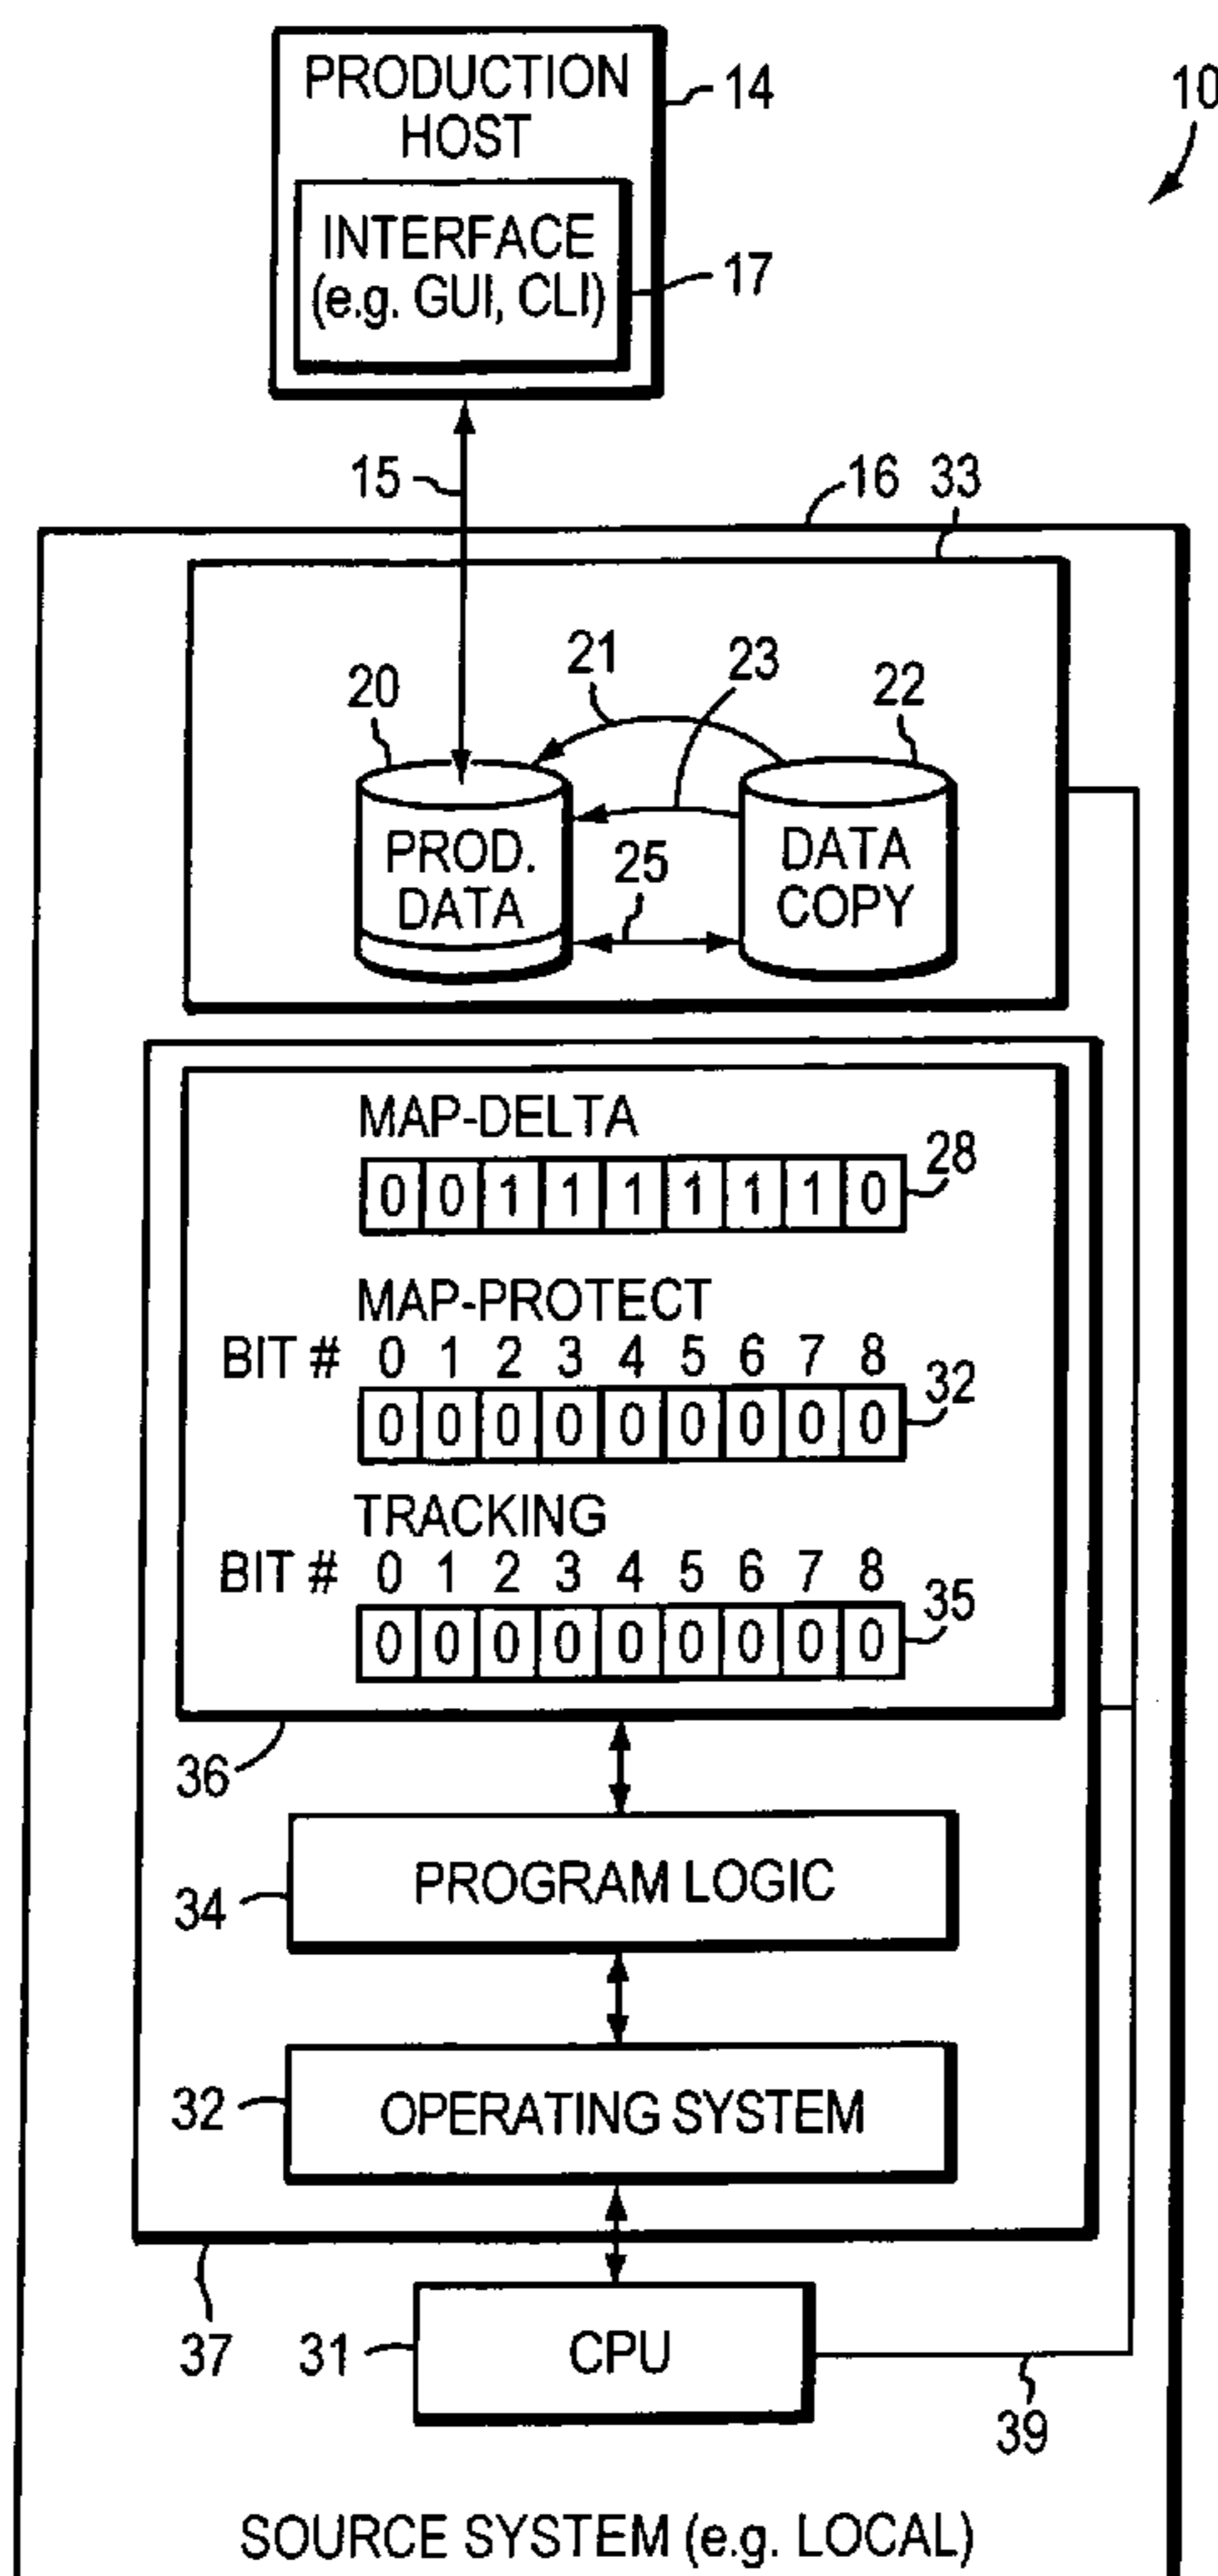 PRODUCTION
HOST
14
10
INTERFACE
(e.g. GUI, CLI)
17
15
16
33
20
21
23
22
PROD.
DATA
25
DATA
COPY
MAP-DELTA
0 0 1 1 1 1 1 1 0
28
MAP-PROTECT
BIT # 0 1 2 3 4 5 6 7 8
0 0 0 0 0 0 0 0 0
32
TRACKING
BIT # 0 1 2 3 4 5 6 7 8
0 0 0 0 0 0 0 0 0
35
36
PROGRAM LOGIC
34
OPERATING SYSTEM
32
37
31
CPU
39
SOURCE SYSTEM (e.g. LOCAL)